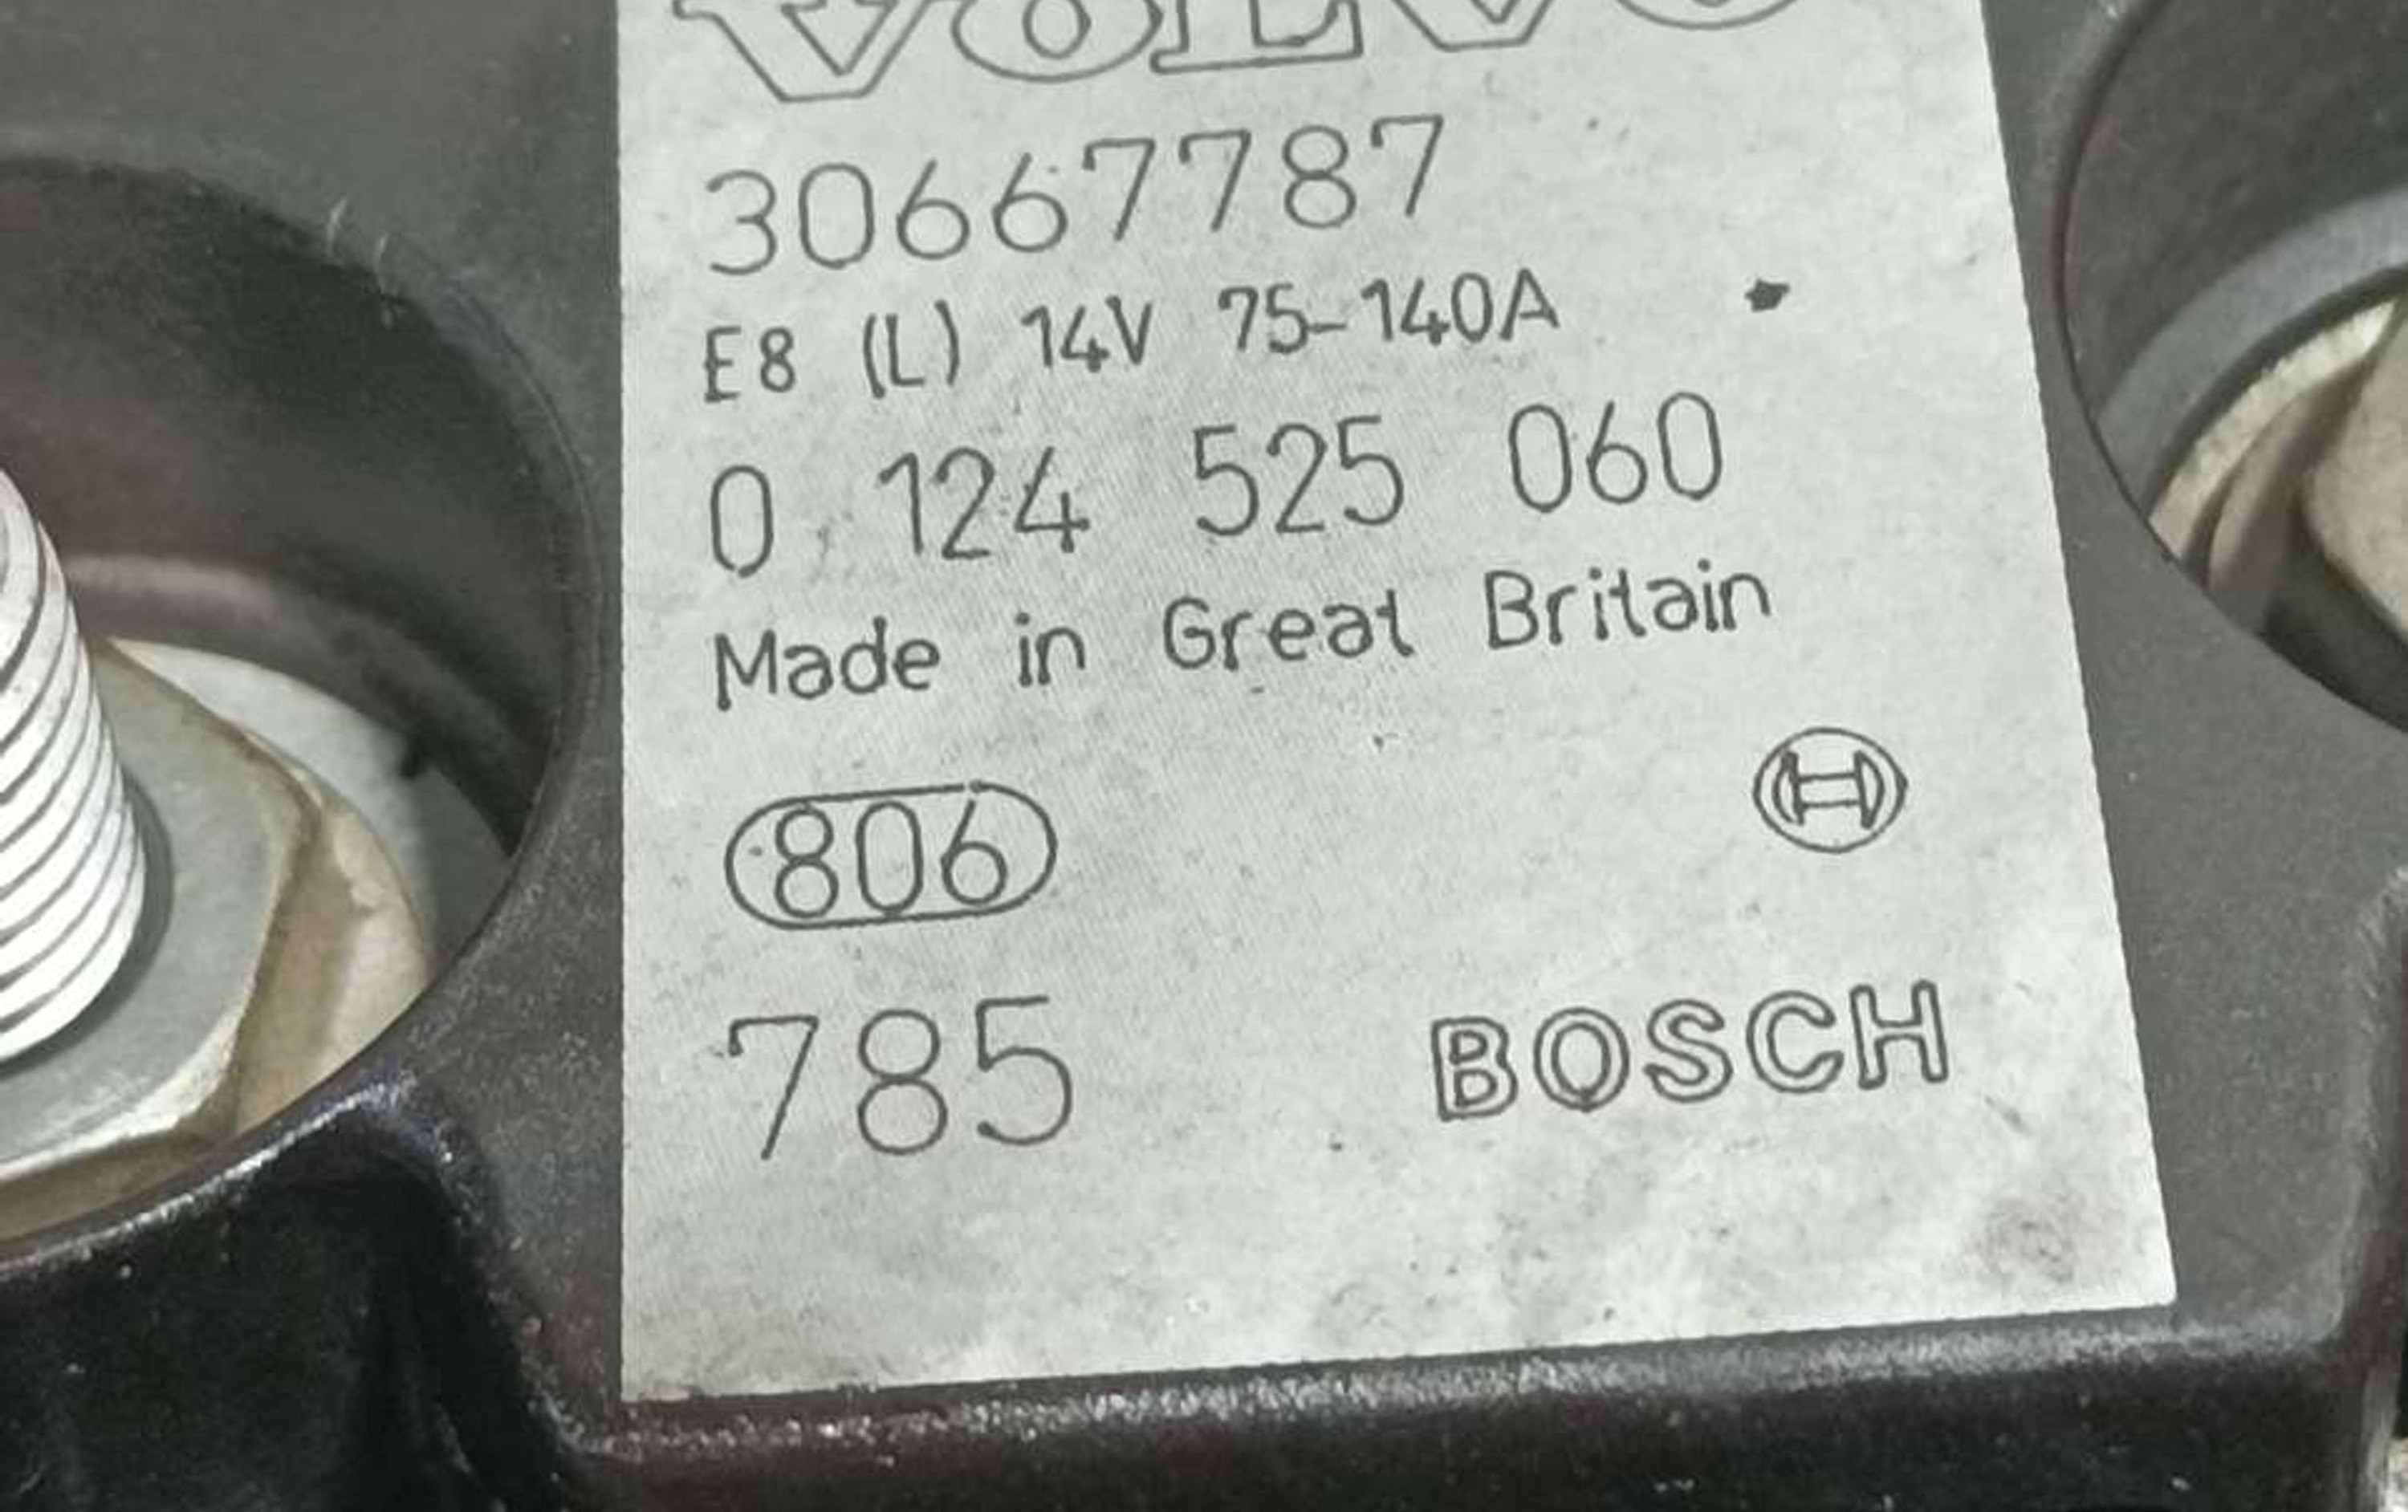 VOLVO
30667787
E8 (L) 14V 75-140A
0 124 525 060
Made in Great Britain
806
785 BOSCH